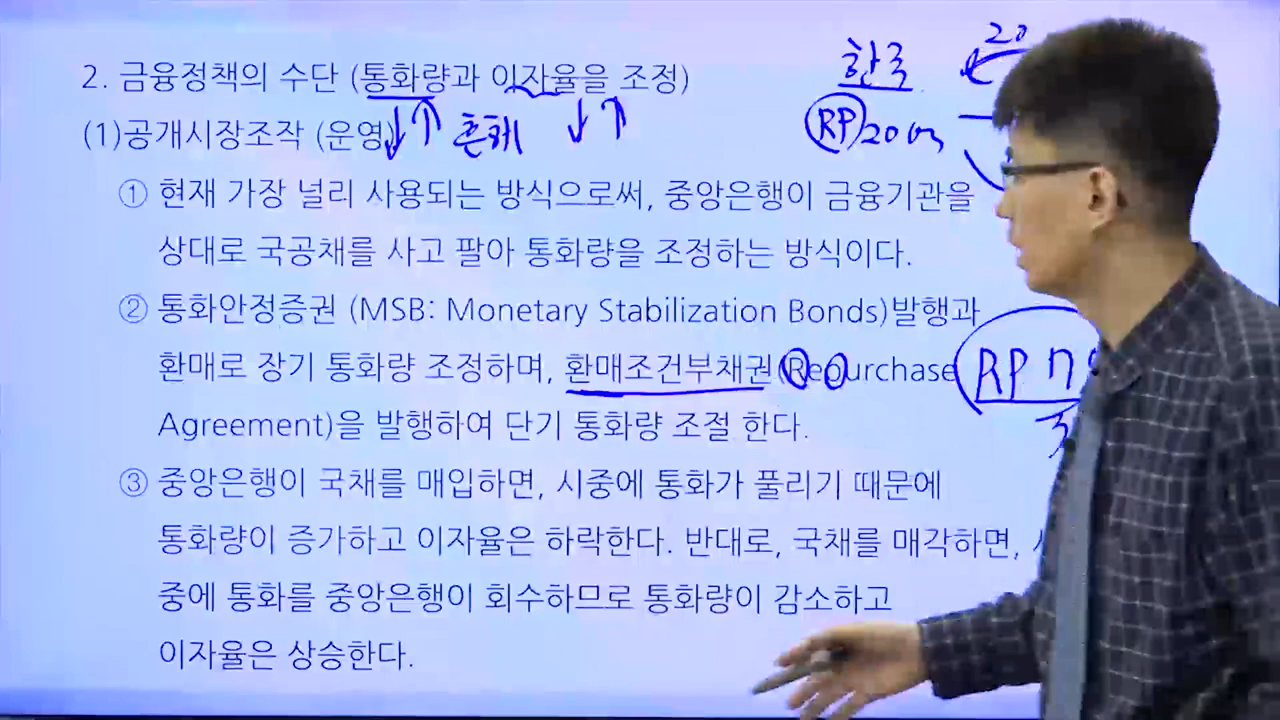 2. 금융정책의 수단 (통화량과 이자율을 조정)
(1)공개시장조작 (운영)
↓↑ ↓↑
한국 20
RP 20
① 현재 가장 널리 사용되는 방식으로써, 중앙은행이 금융기관을
상대로 국공채를 사고 팔아 통화량을 조정하는 방식이다.
② 통화안정증권 (MSB: Monetary Stabilization Bonds)발행과
환매로 장기 통화량 조정하며, 환매조건부채권(Repurchase
RP
Agreement)을 발행하여 단기 통화량 조절 한다.
③ 중앙은행이 국채를 매입하면, 시중에 통화가 풀리기 때문에
통화량이 증가하고 이자율은 하락한다. 반대로, 국채를 매각하면, 시
중에 통화를 중앙은행이 회수하므로 통화량이 감소하고
이자율은 상승한다.